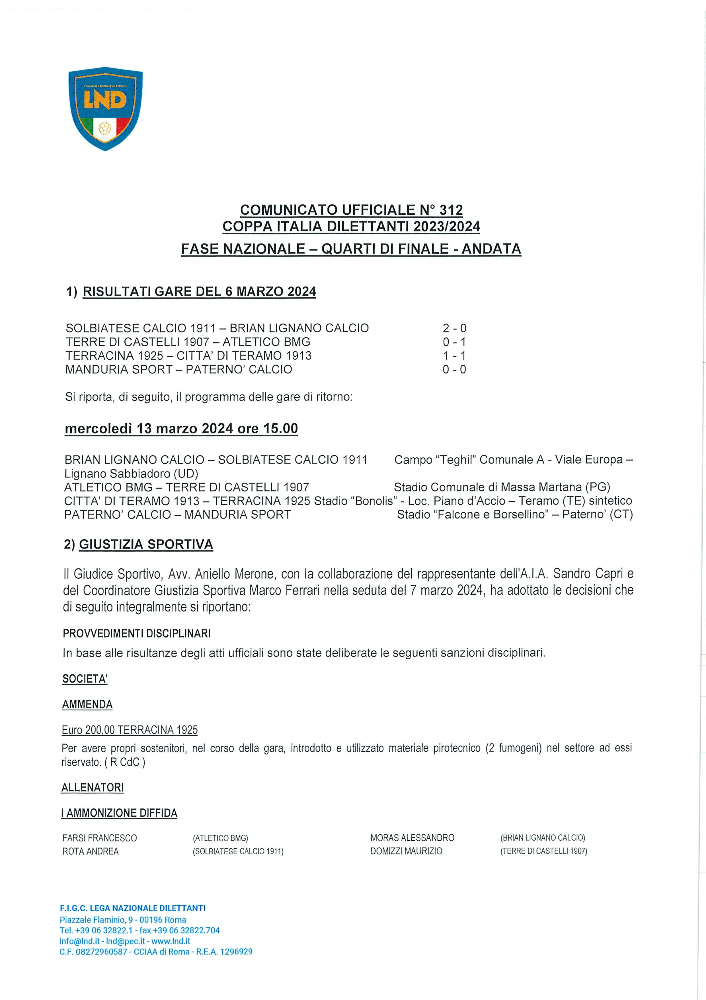 LND
COMUNICATO UFFICIALE N° 312
COPPA ITALIA DILETTANTI 2023/2024
FASE NAZIONALE – QUARTI DI FINALE - ANDATA
1) RISULTATI GARE DEL 6 MARZO 2024
SOLBIATESE CALCIO 1911 – BRIAN LIGNANO CALCIO 2 - 0
TERRE DI CASTELLI 1907 – ATLETICO BMG 0 - 1
TERRACINA 1925 – CITTA' DI TERAMO 1913 1 - 1
MANDURIA SPORT – PATERNO' CALCIO 0 - 0
Si riporta, di seguito, il programma delle gare di ritorno:
mercoledì 13 marzo 2024 ore 15.00
BRIAN LIGNANO CALCIO – SOLBIATESE CALCIO 1911 Campo “Teghil” Comunale A - Viale Europa –
Lignano Sabbiadoro (UD)
ATLETICO BMG – TERRE DI CASTELLI 1907 Stadio Comunale di Massa Martana (PG)
CITTA' DI TERAMO 1913 – TERRACINA 1925 Stadio “Bonolis” - Loc. Piano d'Accio – Teramo (TE) sintetico
PATERNO' CALCIO – MANDURIA SPORT Stadio “Falcone e Borsellino” – Paterno' (CT)
2) GIUSTIZIA SPORTIVA
Il Giudice Sportivo, Avv. Aniello Merone, con la collaborazione del rappresentante dell'A.I.A. Sandro Capri e
del Coordinatore Giustizia Sportiva Marco Ferrari nella seduta del 7 marzo 2024, ha adottato le decisioni che
di seguito integralmente si riportano:
PROVVEDIMENTI DISCIPLINARI
In base alle risultanze degli atti ufficiali sono state deliberate le seguenti sanzioni disciplinari.
SOCIETA'
AMMENDA
Euro 200,00 TERRACINA 1925
Per avere propri sostenitori, nel corso della gara, introdotto e utilizzato materiale pirotecnico (2 fumogeni) nel settore ad essi
riservato. ( R CdC )
ALLENATORI
I AMMONIZIONE DIFFIDA
FARSI FRANCESCO (ATLETICO BMG) MORAS ALESSANDRO (BRIAN LIGNANO CALCIO)
ROTA ANDREA (SOLBIATESE CALCIO 1911) DOMIZZI MAURIZIO (TERRE DI CASTELLI 1907)
F.I.G.C. LEGA NAZIONALE DILETTANTI
Piazzale Flaminio, 9 - 00196 Roma
Tel. +39 06 32822.1 - fax +39 06 32822.704
info@lnd.it - lnd@pec.it - www.lnd.it
C.F. 08272960587 - CCIAA di Roma - R.E.A. 1296929